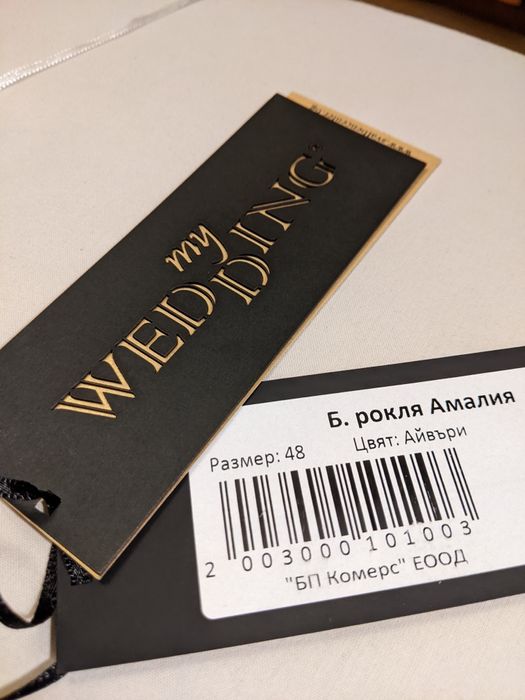 my
WEDDING
Б. рокля Амалия
Размер: 48 Цвят: Айвъри
2 003000 101003
"БП Комерс" ЕООД